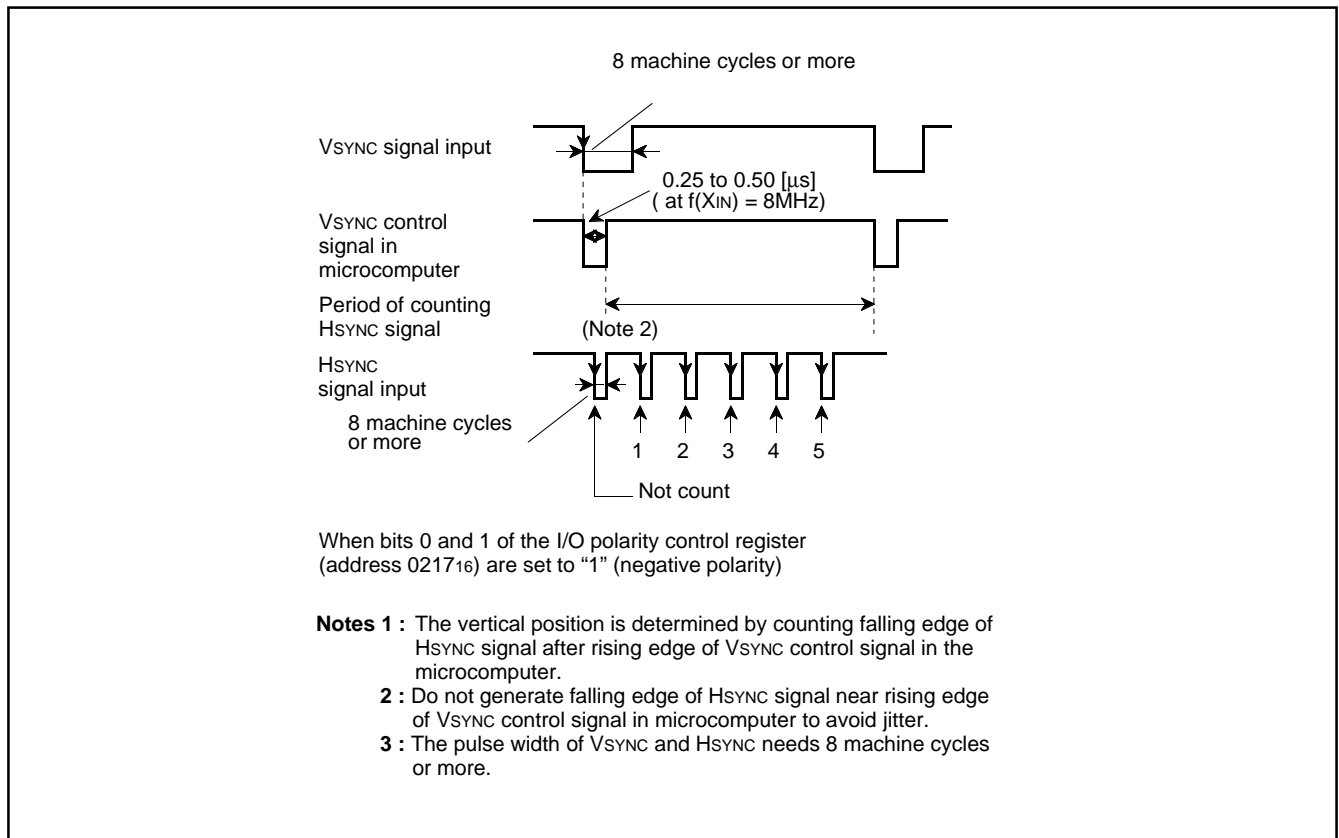 8 machine cycles or more
VSYNC signal input
0.25 to 0.50 [µs]
( at f(XIN) = 8MHz)
VSYNC control
signal in
microcomputer
Period of counting
HSYNC signal
(Note 2)
HSYNC
signal input
8 machine cycles
or more
1 2 3 4 5
Not count
When bits 0 and 1 of the I/O polarity control register
(address 021716) are set to “1” (negative polarity)
Notes 1 : The vertical position is determined by counting falling edge of
HSYNC signal after rising edge of VSYNC control signal in the
microcomputer.
2 : Do not generate falling edge of HSYNC signal near rising edge
of VSYNC control signal in microcomputer to avoid jitter.
3 : The pulse width of VSYNC and HSYNC needs 8 machine cycles
or more.